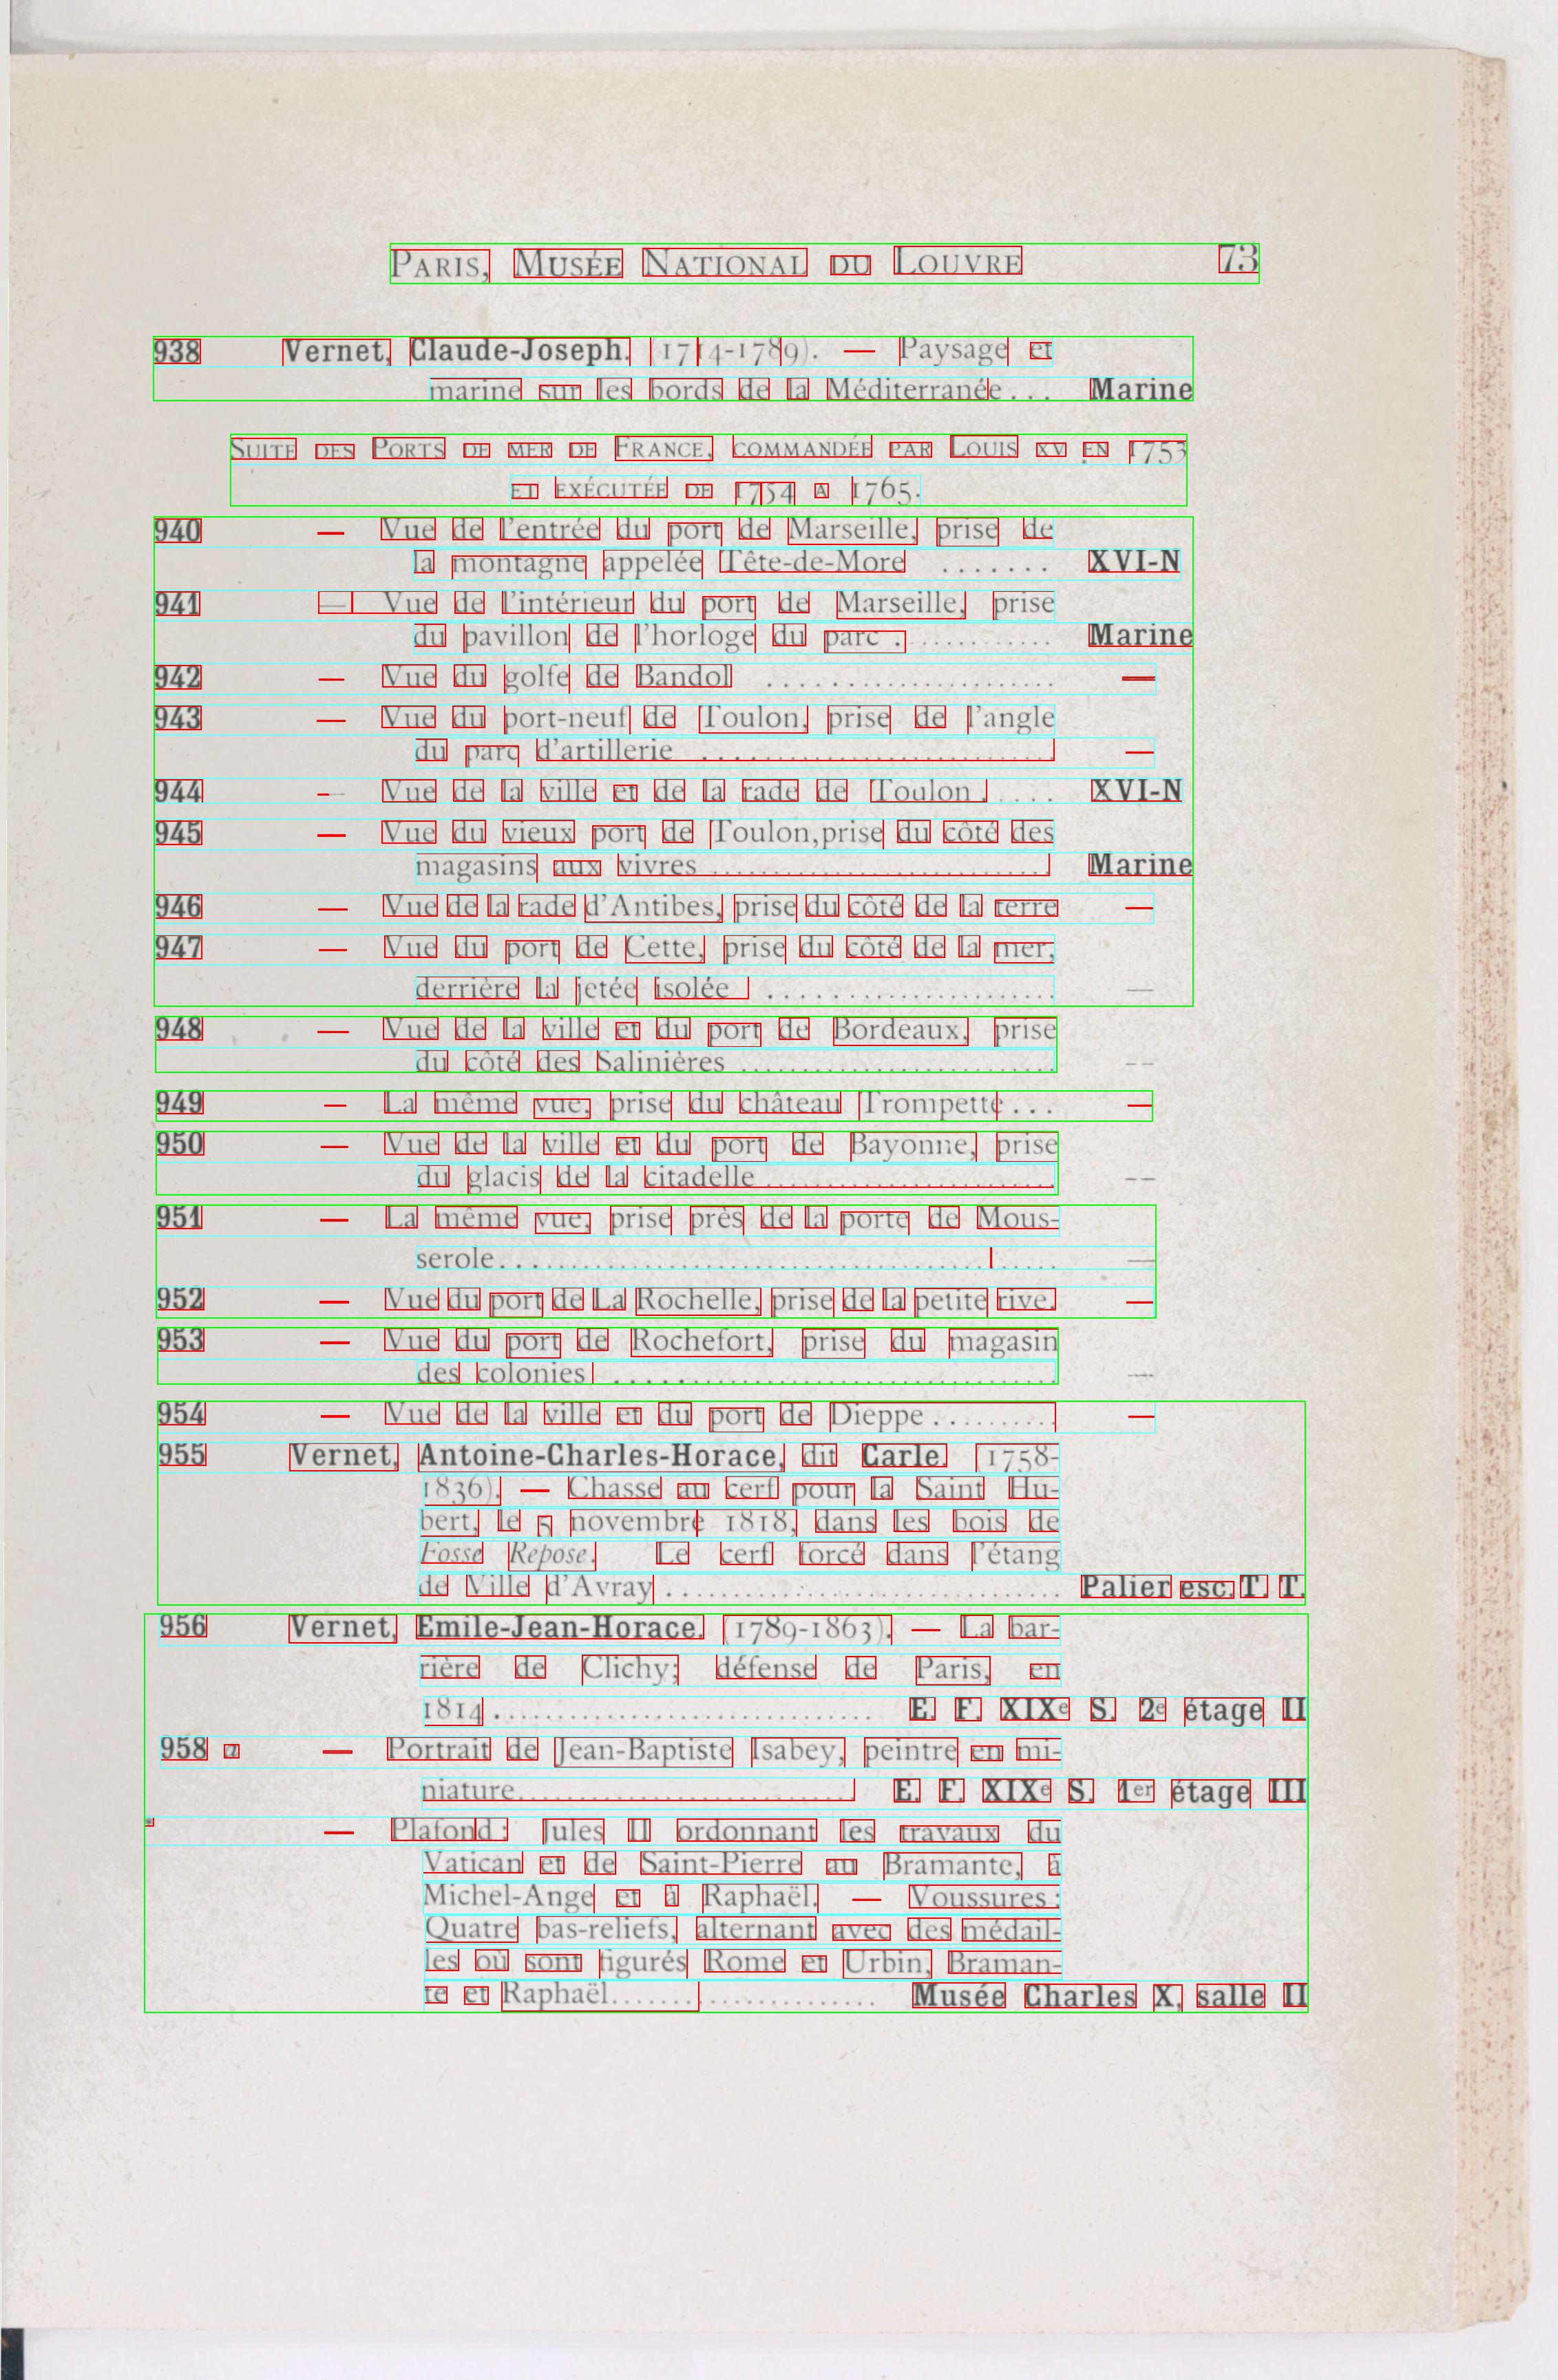 PARIS, MUSÉE NATIONAL DU LOUVRE 73
938 Vernet, Claude-Joseph. (1714-1789). — Paysage et
marine sur les bords de la Méditerranée... Marine
SUITE DES PORTS DE MER DE FRANCE, COMMANDÉE PAR LOUIS XV EN 1753
ET EXÉCUTÉE DE 1754 A 1765.
940 — Vue de l'entrée du port de Marseille, prise de
la montagne appelée Tête-de-More ....... XVI-N
941 — Vue de l'intérieur du port de Marseille, prise
du pavillon de l'horloge du parc ............. Marine
942 — Vue du golfe de Bandol ...................... —
943 — Vue du port-neuf de Toulon, prise de l'angle
du parc d'artillerie ........................... —
944 — Vue de la ville et de la rade de Toulon ..... XVI-N
945 — Vue du vieux port de Toulon, prise du côté des
magasins aux vivres........................... Marine
946 — Vue de la rade d'Antibes, prise du côté de la terre —
947 — Vue du port de Cette, prise du côté de la mer,
derrière la jetée isolée ...................... —
948 — Vue de la ville et du port de Bordeaux, prise
du côté des Salinières ........................ —
949 — La même vue, prise du château Trompette... —
950 — Vue de la ville et du port de Bayonne, prise
du glacis de la citadelle ...................... —
951 — La même vue, prise près de la porte de Mous-
serole........................................... —
952 — Vue du port de La Rochelle, prise de la petite rive. —
953 — Vue du port de Rochefort, prise du magasin
des colonies .................................. —
954 — Vue de la ville et du port de Dieppe .......... —
955 Vernet, Antoine-Charles-Horace, dit Carle. (1758-
1836). — Chasse au cerf pour la Saint Hu-
bert, le 5 novembre 1818, dans les bois de
Fosse Repose. Le cerf forcé dans l'étang
de Ville d'Avray .............................. Palier esc. T. T.
956 Vernet, Emile-Jean-Horace. (1789-1863). — La bar-
rière de Clichy; défense de Paris, en
1814............................. E. F. XIXe S. 2e étage II
958 a — Portrait de Jean-Baptiste Isabey, peintre en mi-
niature.......................... E. F. XIXe S. 1er étage III
* — Plafond : Jules II ordonnant les travaux du
Vatican et de Saint-Pierre au Bramante, à
Michel-Ange et à Raphaël. — Voussures :
Quatre bas-reliefs, alternant avec des médail-
les où sont figurés Rome et Urbin, Braman-
te et Raphaël..................... Musée Charles X, salle II